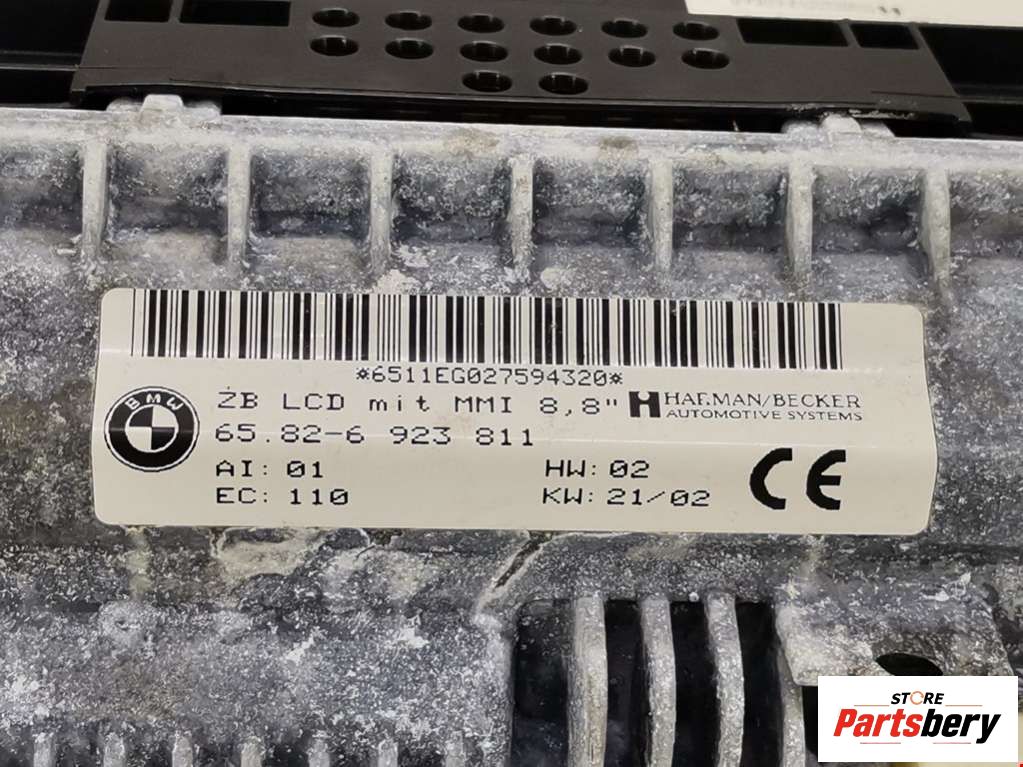 *6511EG027594320*
ZB LCD mit MMI 8,8"
HARMAN/BECKER
AUTOMOTIVE SYSTEMS
BMW
65.82-6 923 811
AI: 01
HW: 02
EC: 110
KW: 21/02
CE
STORE
Partsbery